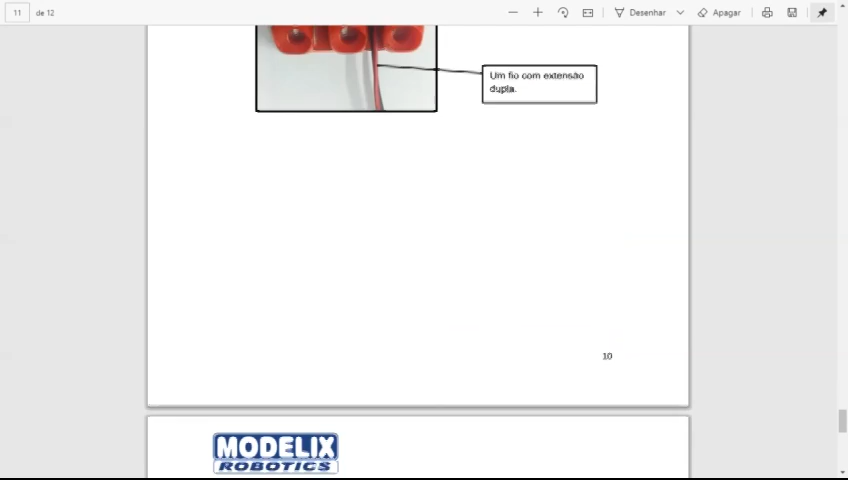 11 de 12 Desenhar Apagar
Um fio com extensão
dupla.
10
MODELIX
ROBOTICS